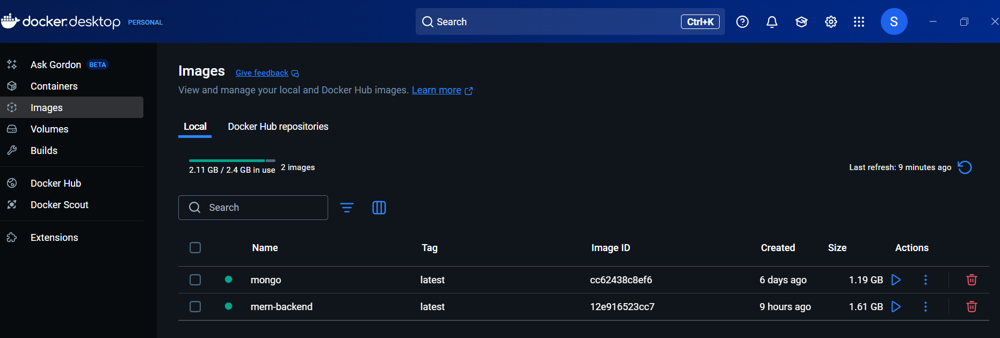 docker.desktop PERSONAL
Search Ctrl+K
S
Ask Gordon BETA
Containers
Images
Volumes
Builds
Docker Hub
Docker Scout
Extensions
Images Give feedback
View and manage your local and Docker Hub images. Learn more
Local Docker Hub repositories
2.11 GB / 2.4 GB in use 2 images
Last refresh: 9 minutes ago
Search
Name Tag Image ID Created Size Actions
mongo latest cc62438c8ef6 6 days ago 1.19 GB
mern-backend latest 12e916523cc7 9 hours ago 1.61 GB